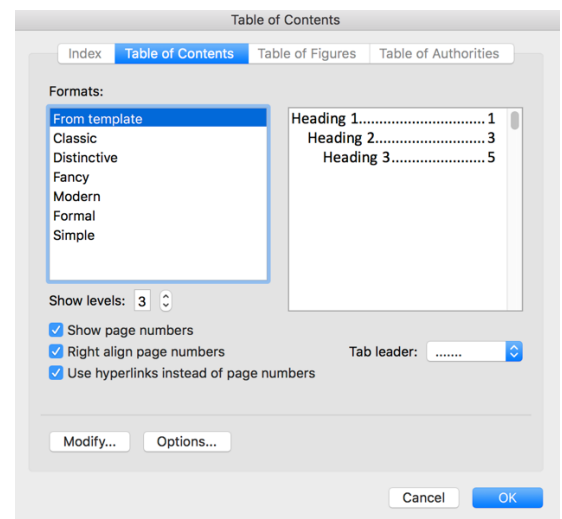 Table of Contents
Index Table of Contents Table of Figures Table of Authorities
Formats:
From template
Classic
Distinctive
Fancy
Modern
Formal
Simple
Heading 1...............................1
Heading 2...........................3
Heading 3.......................5
Show levels: 3
Show page numbers
Right align page numbers
Tab leader: .......
Use hyperlinks instead of page numbers
Modify... Options...
Cancel OK